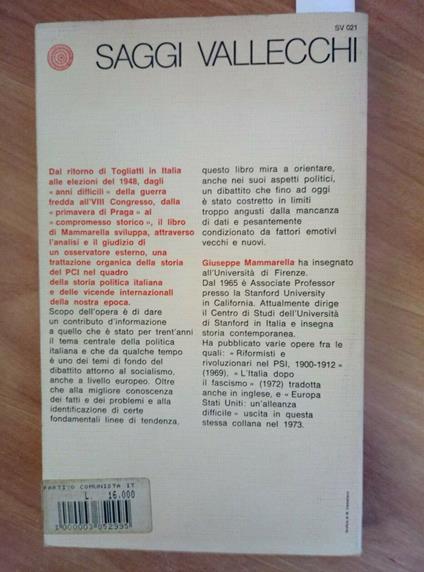 SV 021
SAGGI VALLECCHI
Dal ritorno di Togliatti in Italia
alle elezioni del 1948, dagli
« anni difficili » della guerra
fredda all'VIII Congresso, dalla
« primavera di Praga » al
« compromesso storico », il libro
di Mammarella sviluppa, attraverso
l'analisi e il giudizio di
un osservatore esterno, una
trattazione organica della storia
del PCI nel quadro
della storia politica italiana
e delle vicende internazionali
della nostra epoca.
Scopo dell'opera è di dare
un contributo d'informazione
a quello che è stato per trent'anni
il tema centrale della politica
italiana e che da qualche tempo
è uno dei temi di fondo del
dibattito attorno al socialismo,
anche a livello europeo. Oltre
che alla migliore conoscenza
dei fatti e dei problemi e alla
identificazione di certe
fondamentali linee di tendenza,
questo libro mira a orientare,
anche nei suoi aspetti politici,
un dibattito che fino ad oggi
è stato costretto in limiti
troppo angusti dalla mancanza
di dati e pesantemente
condizionato da fattori emotivi
vecchi e nuovi.
Giuseppe Mammarella ha insegnato
all'Università di Firenze.
Dal 1965 è Associate Professor
presso la Stanford University
in California. Attualmente dirige
il Centro di Studi dell'Università
di Stanford in Italia e insegna
storia contemporanea.
Ha pubblicato varie opere fra le
quali: « Riformisti e
rivoluzionari nel PSI, 1900-1912 »
(1969), « L'Italia dopo
il fascismo » (1972) tradotta
anche in inglese, e « Europa
Stati Uniti: un'alleanza
difficile » uscita in questa
stessa collana nel 1973.
PARTITO COMUNISTA IT
L. 16.000
1000003 052995